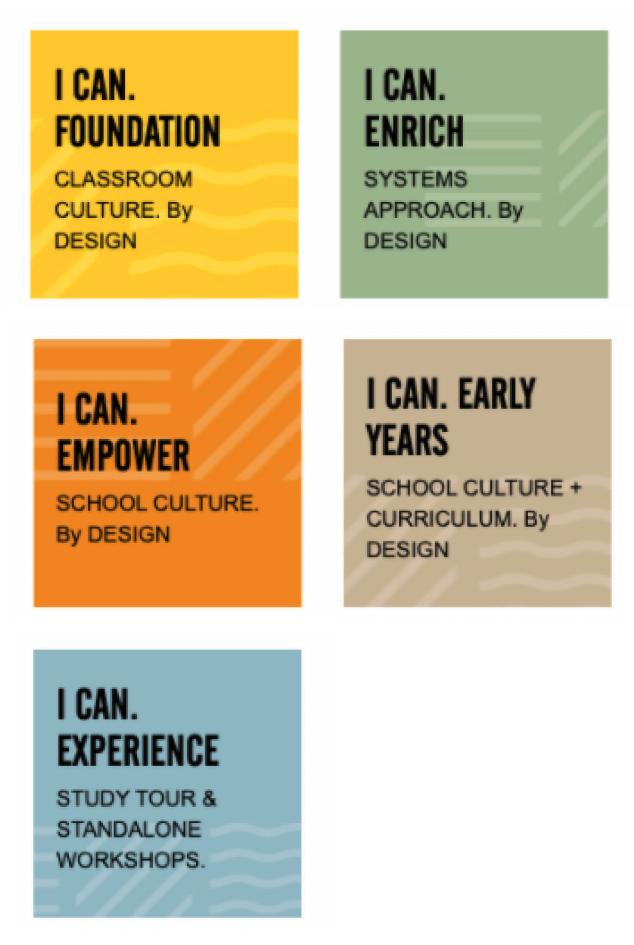 I CAN.
FOUNDATION
CLASSROOM
CULTURE. By
DESIGN
I CAN.
ENRICH
SYSTEMS
APPROACH. By
DESIGN
I CAN.
EMPOWER
SCHOOL CULTURE.
By DESIGN
I CAN. EARLY
YEARS
SCHOOL CULTURE +
CURRICULUM. By
DESIGN
I CAN.
EXPERIENCE
STUDY TOUR &
STANDALONE
WORKSHOPS.